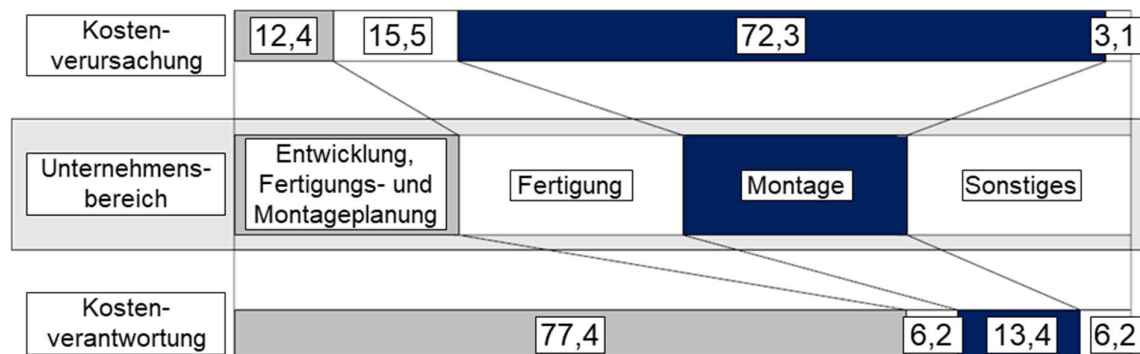 Kosten-
verursachung
12,4
15,5
72,3
3,1
Unternehmens-
bereich
Entwicklung,
Fertigungs- und
Montageplanung
Fertigung
Montage
Sonstiges
Kosten-
verantwortung
77,4
6,2
13,4
6,2